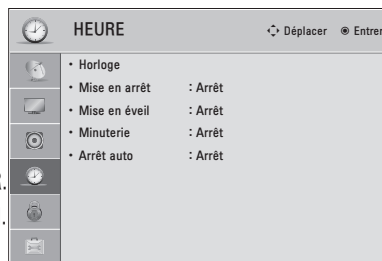 HEURE
Déplacer
Entrer
• Horloge
• Mise en arrêt : Arrêt
• Mise en éveil : Arrêt
• Minuterie : Arrêt
• Arrêt auto : Arrêt